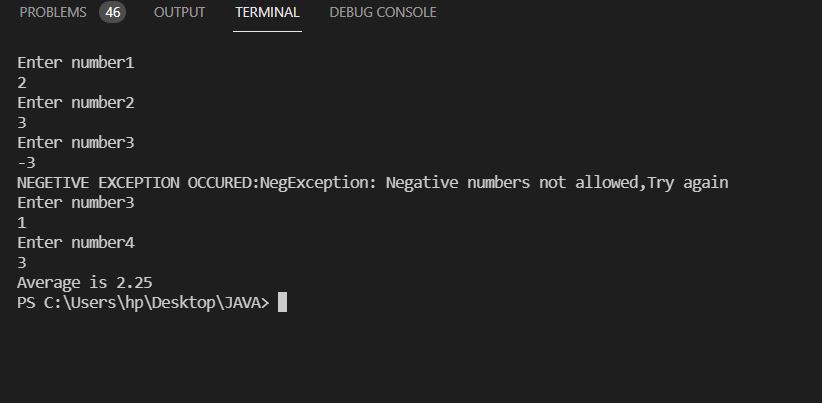 PROBLEMS 46 OUTPUT TERMINAL DEBUG CONSOLE
Enter number1
2
Enter number2
3
Enter number3
-3
NEGETIVE EXCEPTION OCCURED:NegException: Negative numbers not allowed,Try again
Enter number3
1
Enter number4
3
Average is 2.25
PS C:\Users\hp\Desktop\JAVA>